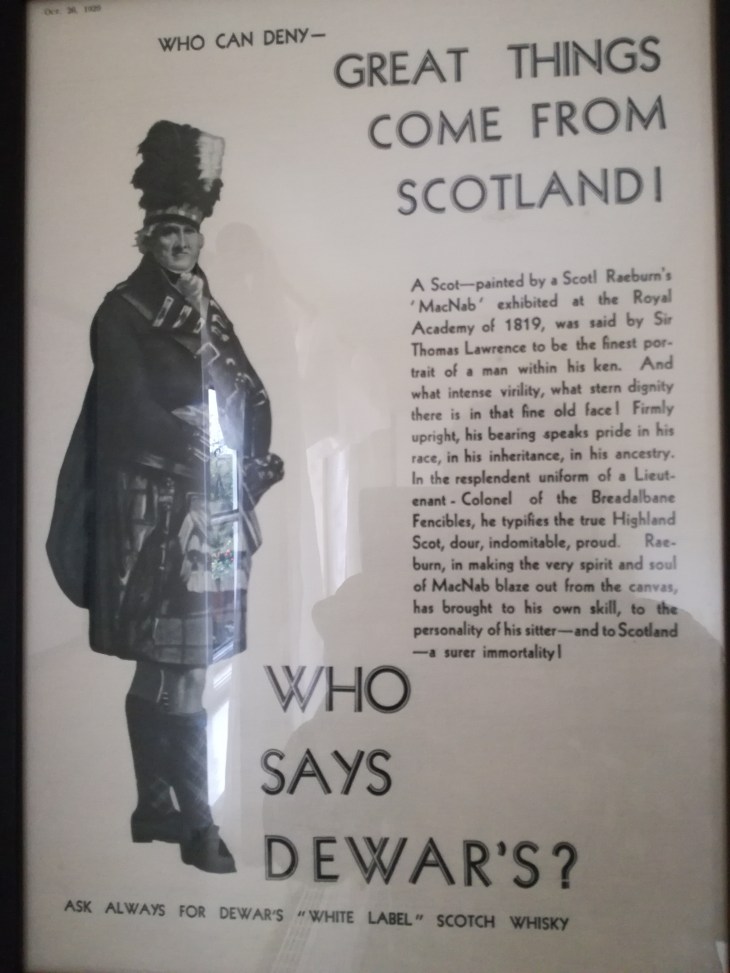 Oct. 26, 1929
WHO CAN DENY—
GREAT THINGS
COME FROM
SCOTLAND!
A Scot—painted by a Scot! Raeburn's
'MacNab' exhibited at the Royal
Academy of 1819, was said by Sir
Thomas Lawrence to be the finest por-
trait of a man within his ken. And
what intense virility, what stern dignity
there is in that fine old face! Firmly
upright, his bearing speaks pride in his
race, in his inheritance, in his ancestry.
In the resplendent uniform of a Lieut-
enant - Colonel of the Breadalbane
Fencibles, he typifies the true Highland
Scot, dour, indomitable, proud. Rae-
burn, in making the very spirit and soul
of MacNab blaze out from the canvas,
has brought to his own skill, to the
personality of his sitter—and to Scotland
—a surer immortality!
WHO
SAYS
DEWAR'S?
ASK ALWAYS FOR DEWAR'S "WHITE LABEL" SCOTCH WHISKY